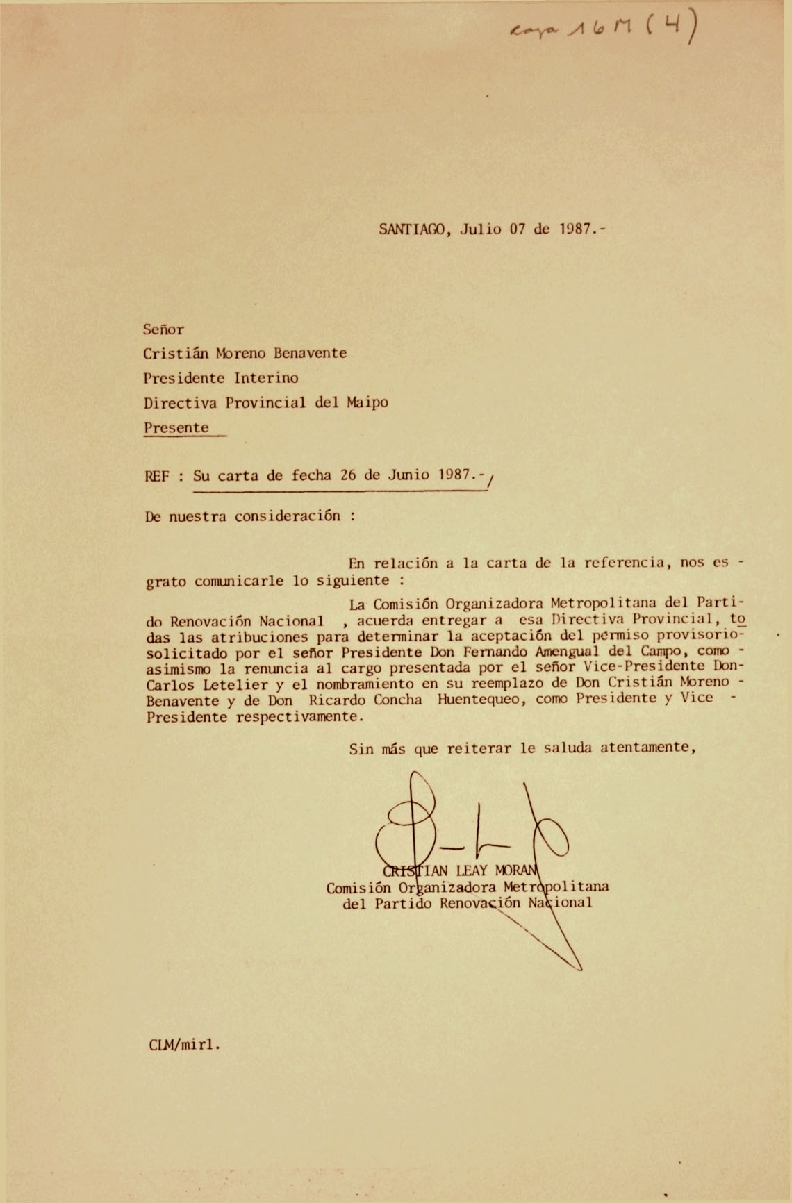 caja 16 M (4)
SANTIAGO, Julio 07 de 1987.-
Señor
Cristián Moreno Benavente
Presidente Interino
Directiva Provincial del Maipo
Presente
REF : Su carta de fecha 26 de Junio 1987.-/
De nuestra consideración :
En relación a la carta de la referencia, nos es -
grato comunicarle lo siguiente :
La Comisión Organizadora Metropolitana del Parti-
do Renovación Nacional , acuerda entregar a esa Directiva Provincial, to
das las atribuciones para determinar la aceptación del permiso provisorio-
solicitado por el señor Presidente Don Fernando Amengual del Campo, como -
asimismo la renuncia al cargo presentada por el señor Vice-Presidente Don-
Carlos Letelier y el nombramiento en su reemplazo de Don Cristián Moreno -
Benavente y de Don Ricardo Concha Huentequeo, como Presidente y Vice -
Presidente respectivamente.
Sin más que reiterar le saluda atentamente,
CRISTIAN LEAY MORAN
Comisión Organizadora Metropolitana
del Partido Renovación Nacional
CLM/mirl.